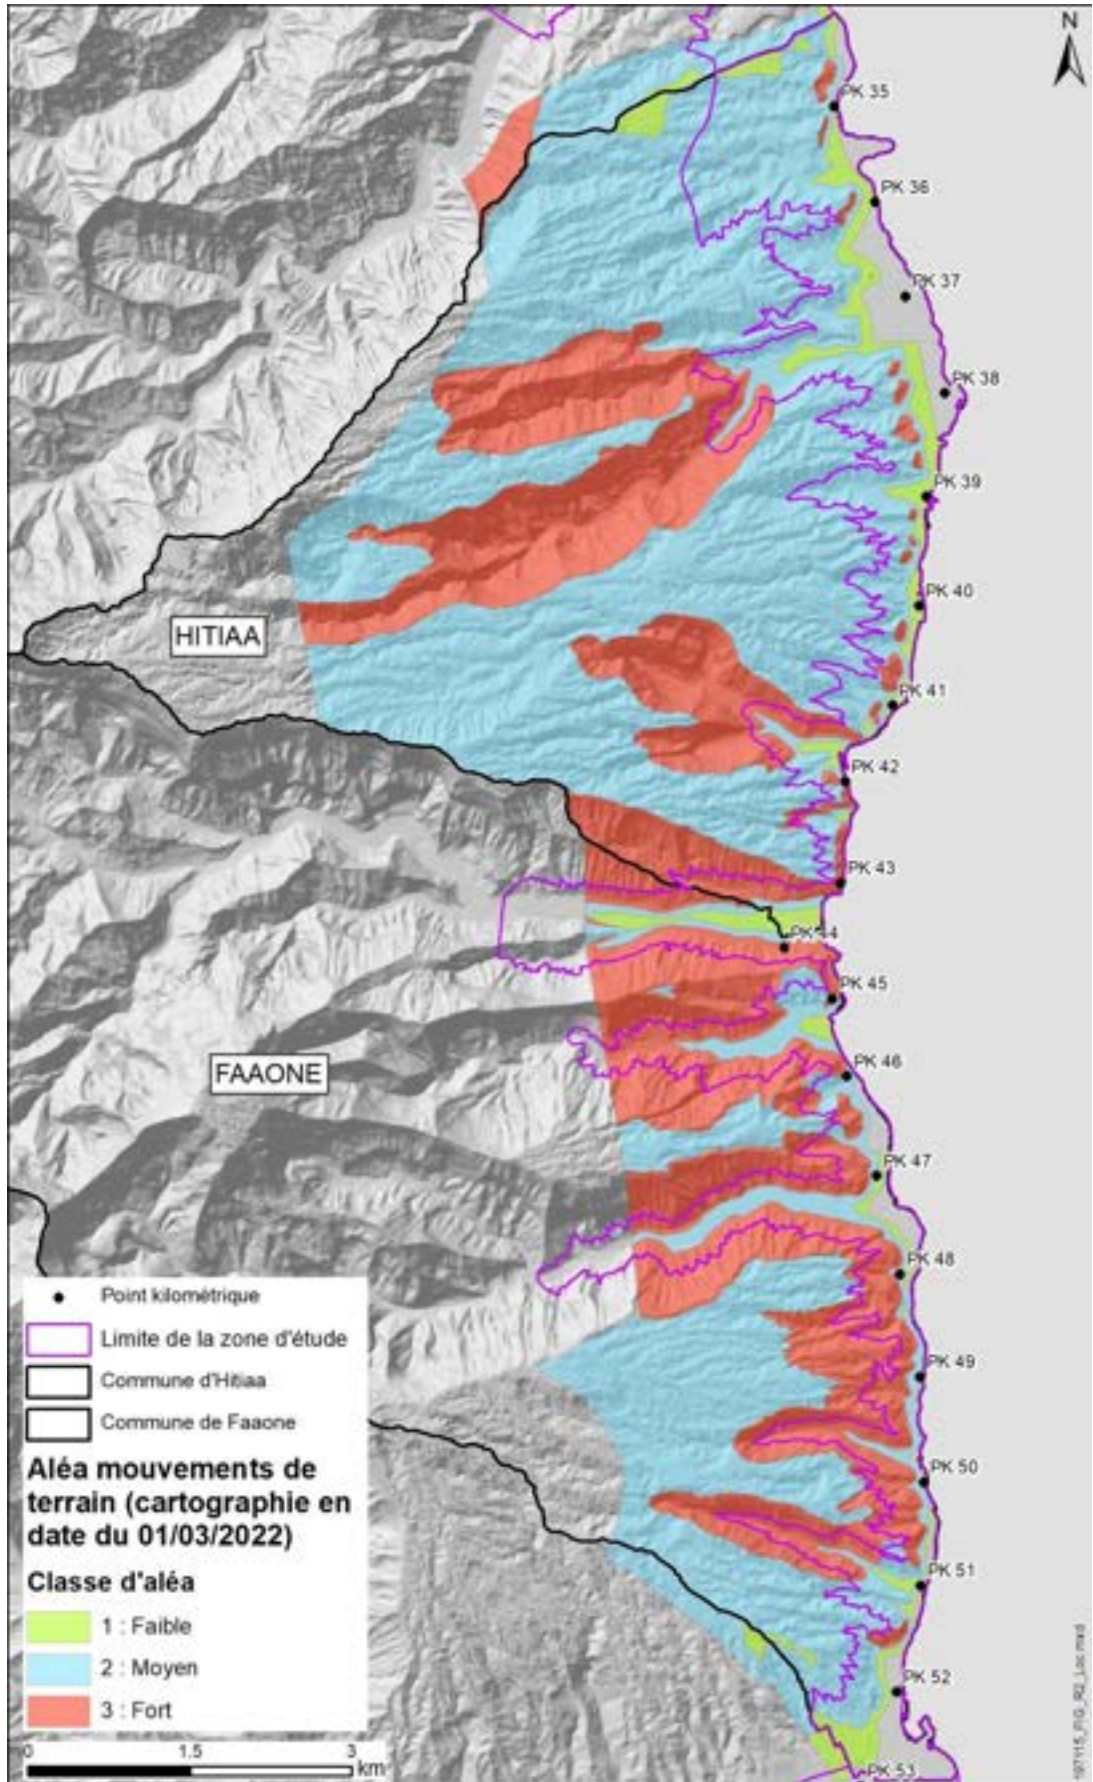 N
PK 35
PK 36
PK 37
PK 38
PK 39
PK 40
HITIAA
PK 41
PK 42
PK 43
PK 44
PK 45
FAAONE
PK 46
PK 47
PK 48
Point kilométrique
Limite de la zone d'étude
PK 49
Commune d'Hitiaa
Commune de Faaone
Aléa mouvements de
terrain (cartographie en
date du 01/03/2022)
PK 50
Classe d'aléa
PK 51
1 : Faible
2 : Moyen
PK 52
3 : Fort
0 1.5 3
km
PK 53